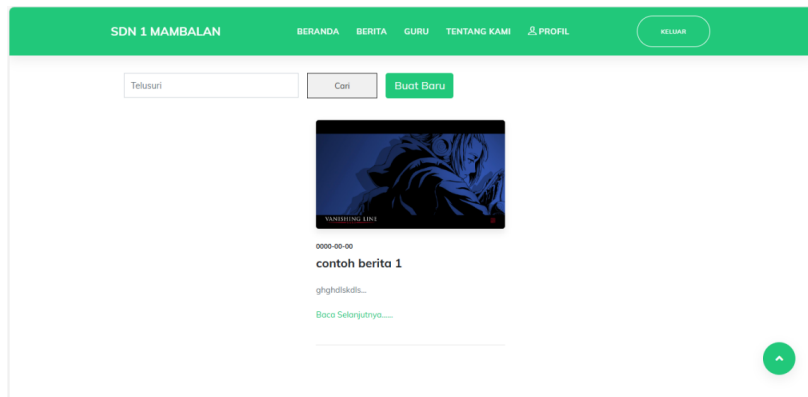 SDN 1 MAMBALAN BERANDA BERITA GURU TENTANG KAMI PROFIL KELUAR
Telusuri Cari Buat Baru
VANISHING LINE
0000-00-00
contoh berita 1
ghghdlskdls...
Baca Selanjutnya......